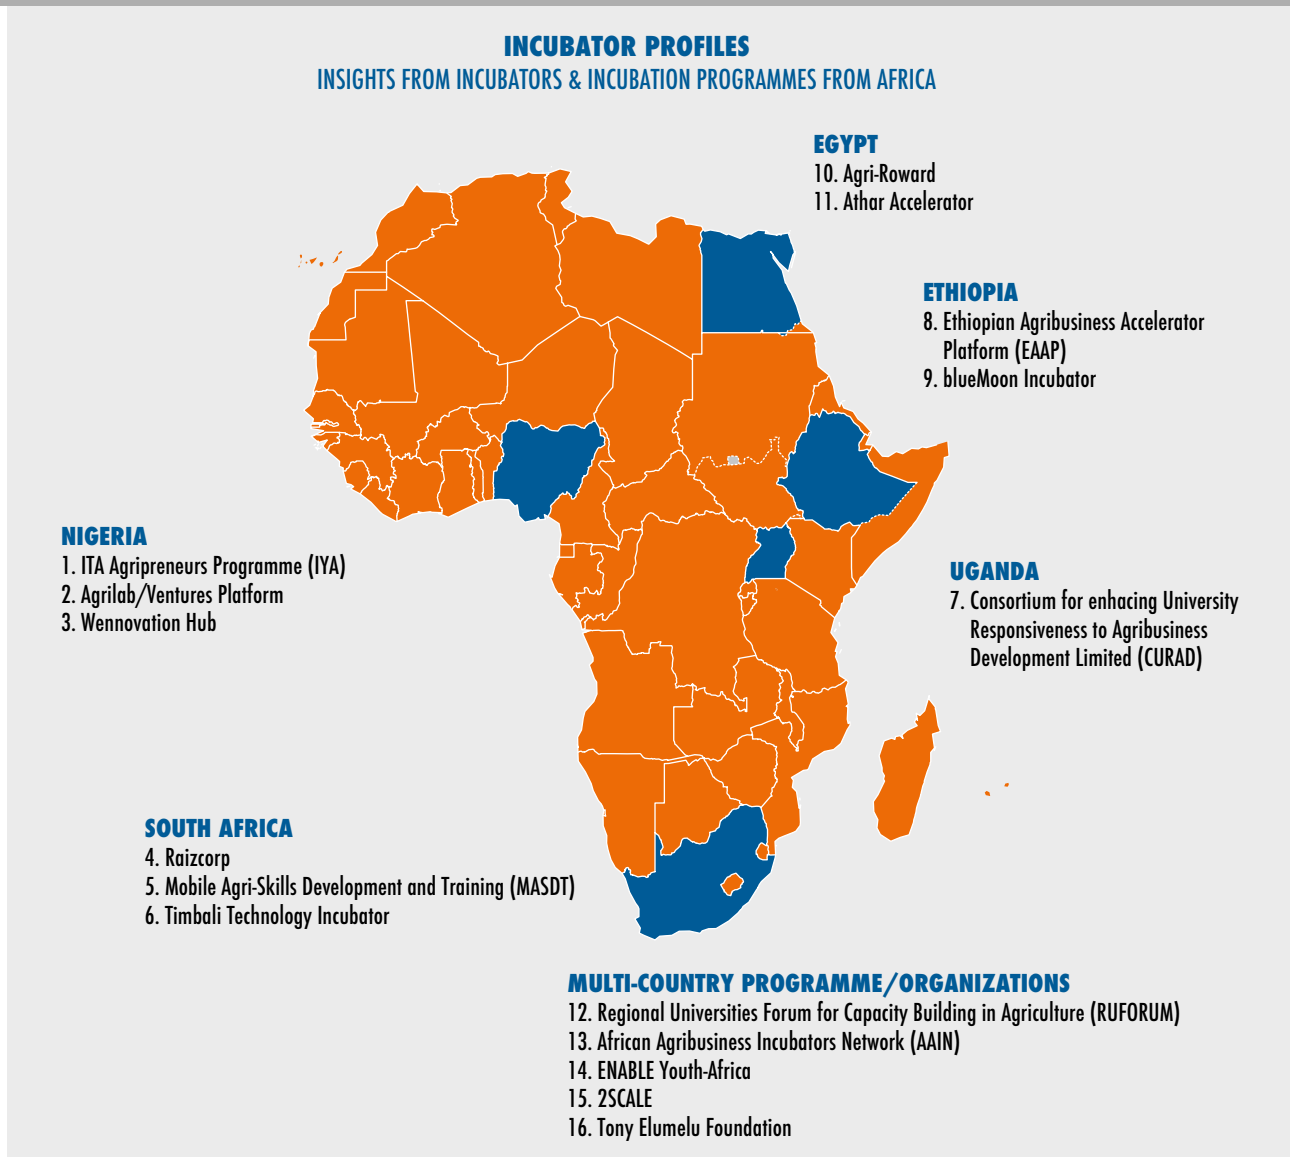 INCUBATOR PROFILES
INSIGHTS FROM INCUBATORS & INCUBATION PROGRAMMES FROM AFRICA
EGYPT
10. Agri-Roward
11. Athar Accelerator
ETHIOPIA
8. Ethiopian Agribusiness Accelerator
Platform (EAAP)
9. blueMoon Incubator
NIGERIA
1. ITA Agripreneurs Programme (IYA)
2. Agrilab/Ventures Platform
3. Wennovation Hub
UGANDA
7. Consortium for enhacing University
Responsiveness to Agribusiness
Development Limited (CURAD)
SOUTH AFRICA
4. Raizcorp
5. Mobile Agri-Skills Development and Training (MASDT)
6. Timbali Technology Incubator
MULTI-COUNTRY PROGRAMME/ORGANIZATIONS
12. Regional Universities Forum for Capacity Building in Agriculture (RUFORUM)
13. African Agribusiness Incubators Network (AAIN)
14. ENABLE Youth-Africa
15. 2SCALE
16. Tony Elumelu Foundation